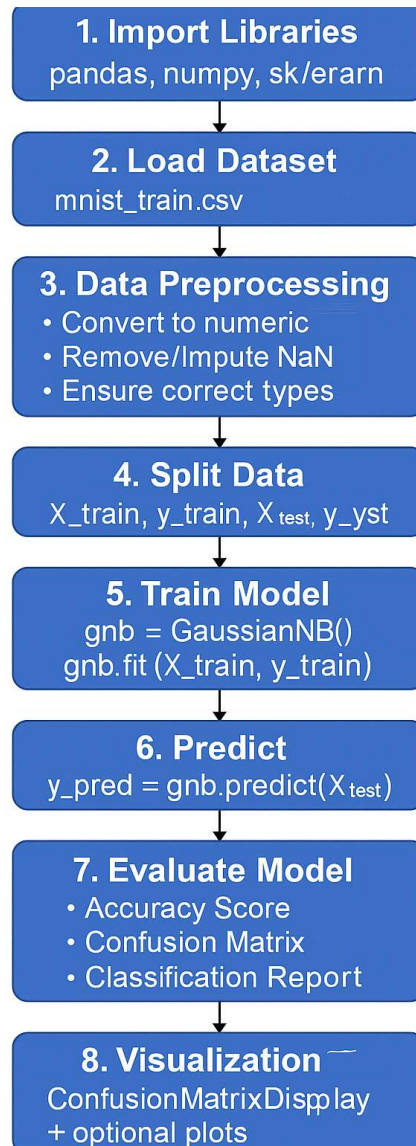 1. Import Libraries
pandas, numpy, sk/erarn
2. Load Dataset
mnist_train.csv
3. Data Preprocessing
• Convert to numeric
• Remove/Impute NaN
• Ensure correct types
4. Split Data
X_train, y_train, X test, y_yst
5. Train Model
gnb = GaussianNB()
gnb.fit (X_train, y_train)
6. Predict
y_pred = gnb.predict(X test)
7. Evaluate Model
• Accuracy Score
• Confusion Matrix
• Classification Report
8. Visualization
ConfusionMatrixDisplay
+ optional plots